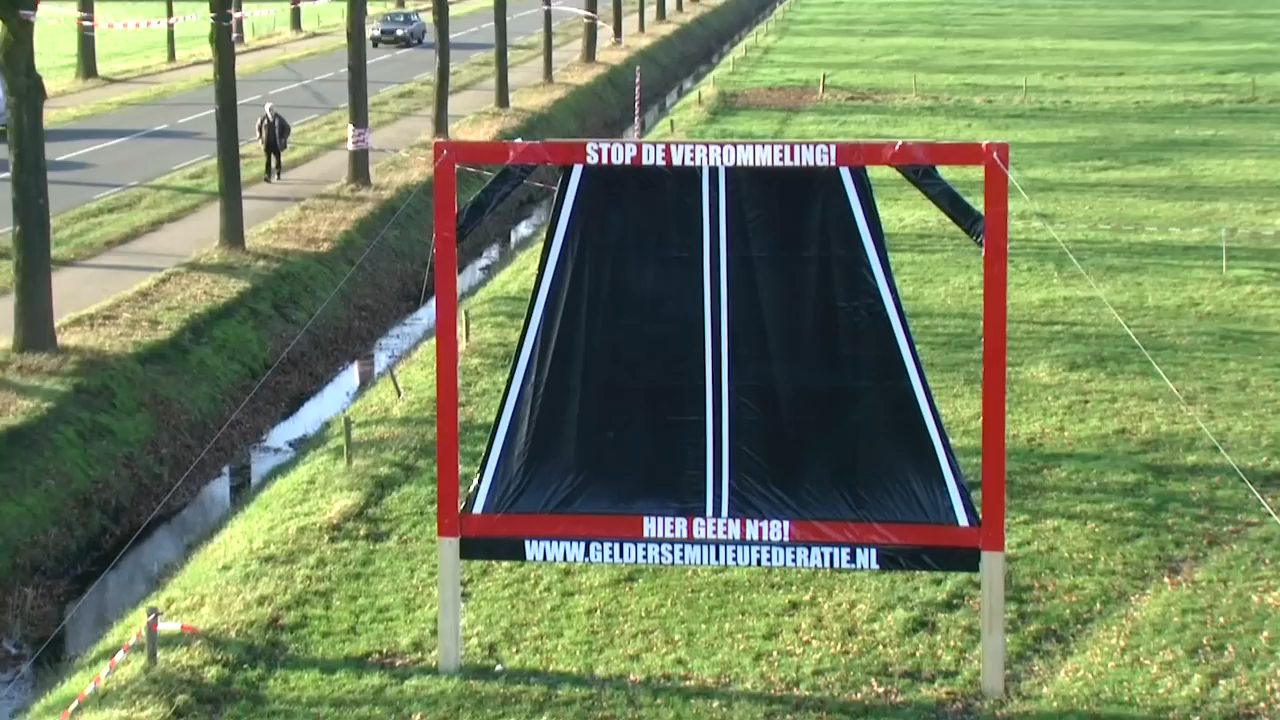 STOP DE VERROMMELING!
HIER GEEN N18!
WWW.GELDERSEMILIEUFEDERATIE.NL